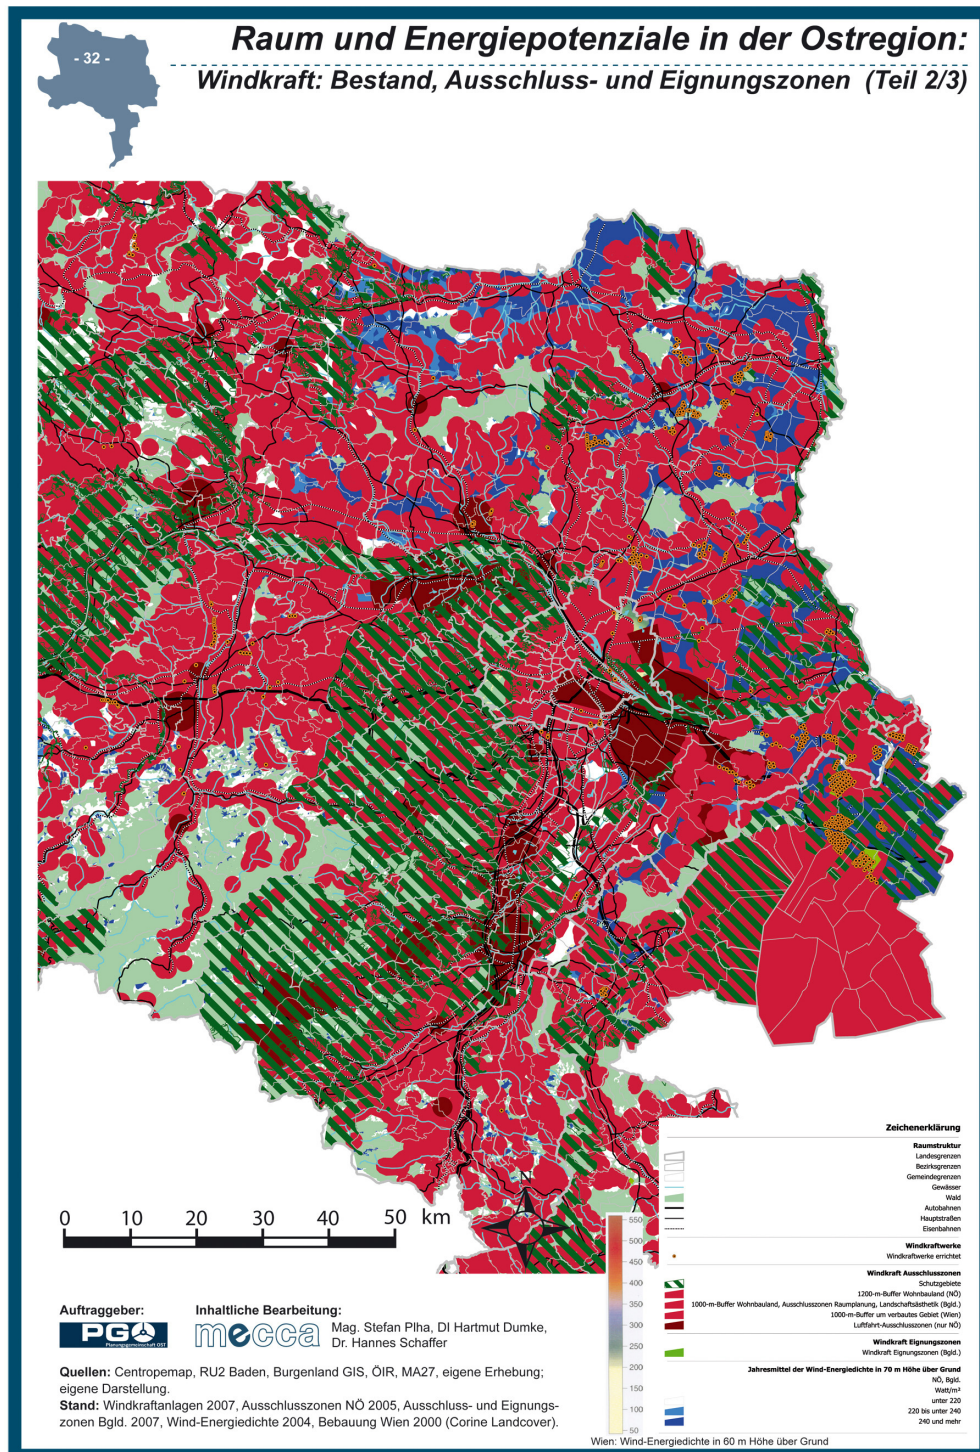 - 32 -
Raum und Energiepotenziale in der Ostregion:
Windkraft: Bestand, Ausschluss- und Eignungszonen (Teil 2/3)
0 10 20 30 40 50 km
N
Auftraggeber:
PGO
Planungsgemeinschaft OST
Inhaltliche Bearbeitung:
mecca
Mag. Stefan Plha, DI Hartmut Dumke,
Dr. Hannes Schaffer
Quellen: Centropemap, RU2 Baden, Burgenland GIS, ÖIR, MA27, eigene Erhebung;
eigene Darstellung.
Stand: Windkraftanlagen 2007, Ausschlusszonen NÖ 2005, Ausschluss- und Eignungs-
zonen Bgld. 2007, Wind-Energiedichte 2004, Bebauung Wien 2000 (Corine Landcover).
550
500
450
400
350
300
250
200
150
100
50
Wien: Wind-Energiedichte in 60 m Höhe über Grund
Zeichenerklärung
Raumstruktur
Landesgrenzen
Bezirksgrenzen
Gemeindegrenzen
Gewässer
Wald
Autobahnen
Hauptstraßen
Eisenbahnen
Windkraftwerke
Windkraftwerke errichtet
Windkraft Ausschlusszonen
Schutzgebiete
1200-m-Buffer Wohnbauland (NÖ)
1000-m-Buffer Wohnbauland, Ausschlusszonen Raumplanung, Landschaftsästhetik (Bgld.)
1000-m-Buffer um verbautes Gebiet (Wien)
Luftfahrt-Ausschlusszonen (nur NÖ)
Windkraft Eignungszonen
Windkraft Eignungszonen (Bgld.)
Jahresmittel der Wind-Energiedichte in 70 m Höhe über Grund
NÖ, Bgld.
Watt/m²
unter 220
220 bis unter 240
240 und mehr